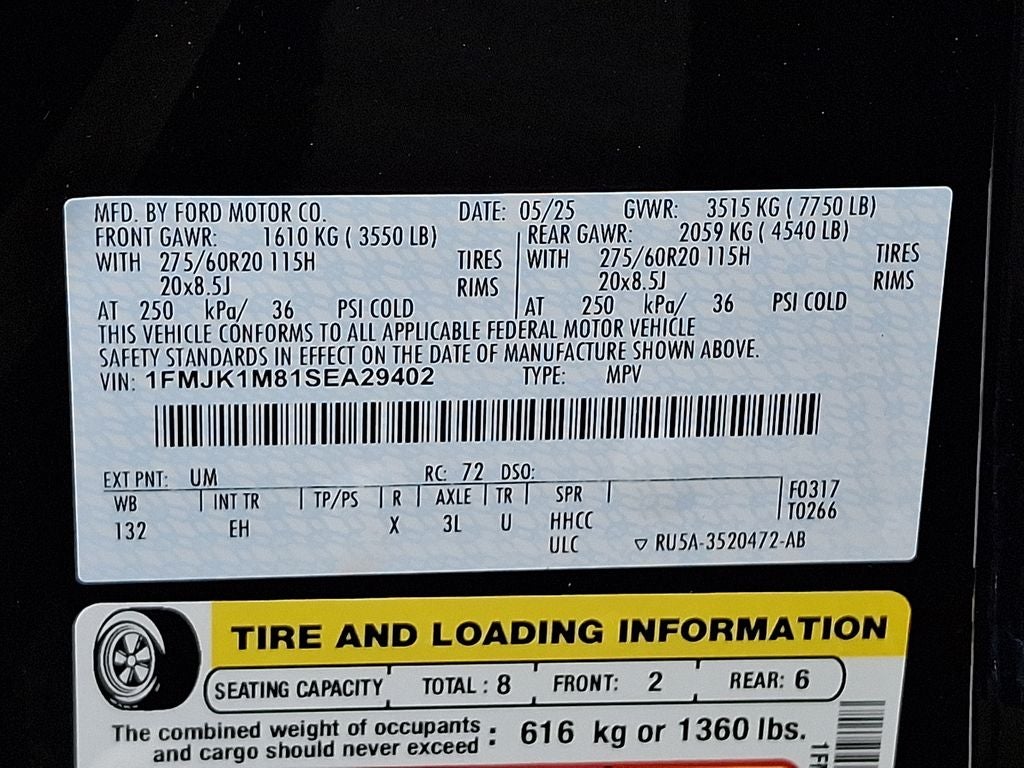 MFD. BY FORD MOTOR CO. DATE: 05/25 GVWR: 3515 KG ( 7750 LB)
FRONT GAWR: 1610 KG ( 3550 LB) REAR GAWR: 2059 KG ( 4540 LB)
WITH 275/60R20 115H TIRES WITH 275/60R20 115H TIRES
20x8.5J RIMS 20x8.5J RIMS
AT 250 kPa/ 36 PSI COLD AT 250 kPa/ 36 PSI COLD
THIS VEHICLE CONFORMS TO ALL APPLICABLE FEDERAL MOTOR VEHICLE
SAFETY STANDARDS IN EFFECT ON THE DATE OF MANUFACTURE SHOWN ABOVE.
VIN: 1FMJK1M81SEA29402 TYPE: MPV
EXT PNT: UM RC: 72 DSO:
WB INT TR TP/PS R AXLE TR SPR F0317
132 EH X 3L U HHCC T0266
ULC ▽ RU5A-3520472-AB
TIRE AND LOADING INFORMATION
SEATING CAPACITY TOTAL : 8 FRONT: 2 REAR: 6
The combined weight of occupants
and cargo should never exceed : 616 kg or 1360 lbs.